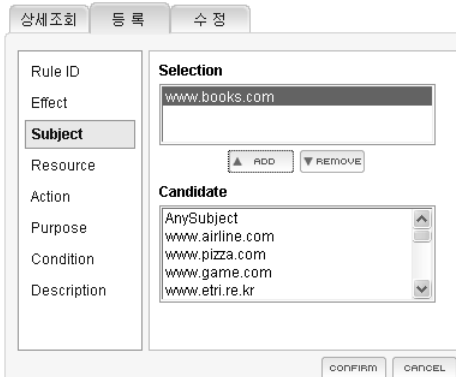 상세조회 등 록 수 정
Rule ID
Effect
Subject
Resource
Action
Purpose
Condition
Description
Selection
www.books.com
ADD REMOVE
Candidate
AnySubject
www.airline.com
www.pizza.com
www.game.com
www.etri.re.kr
CONFIRM CANCEL